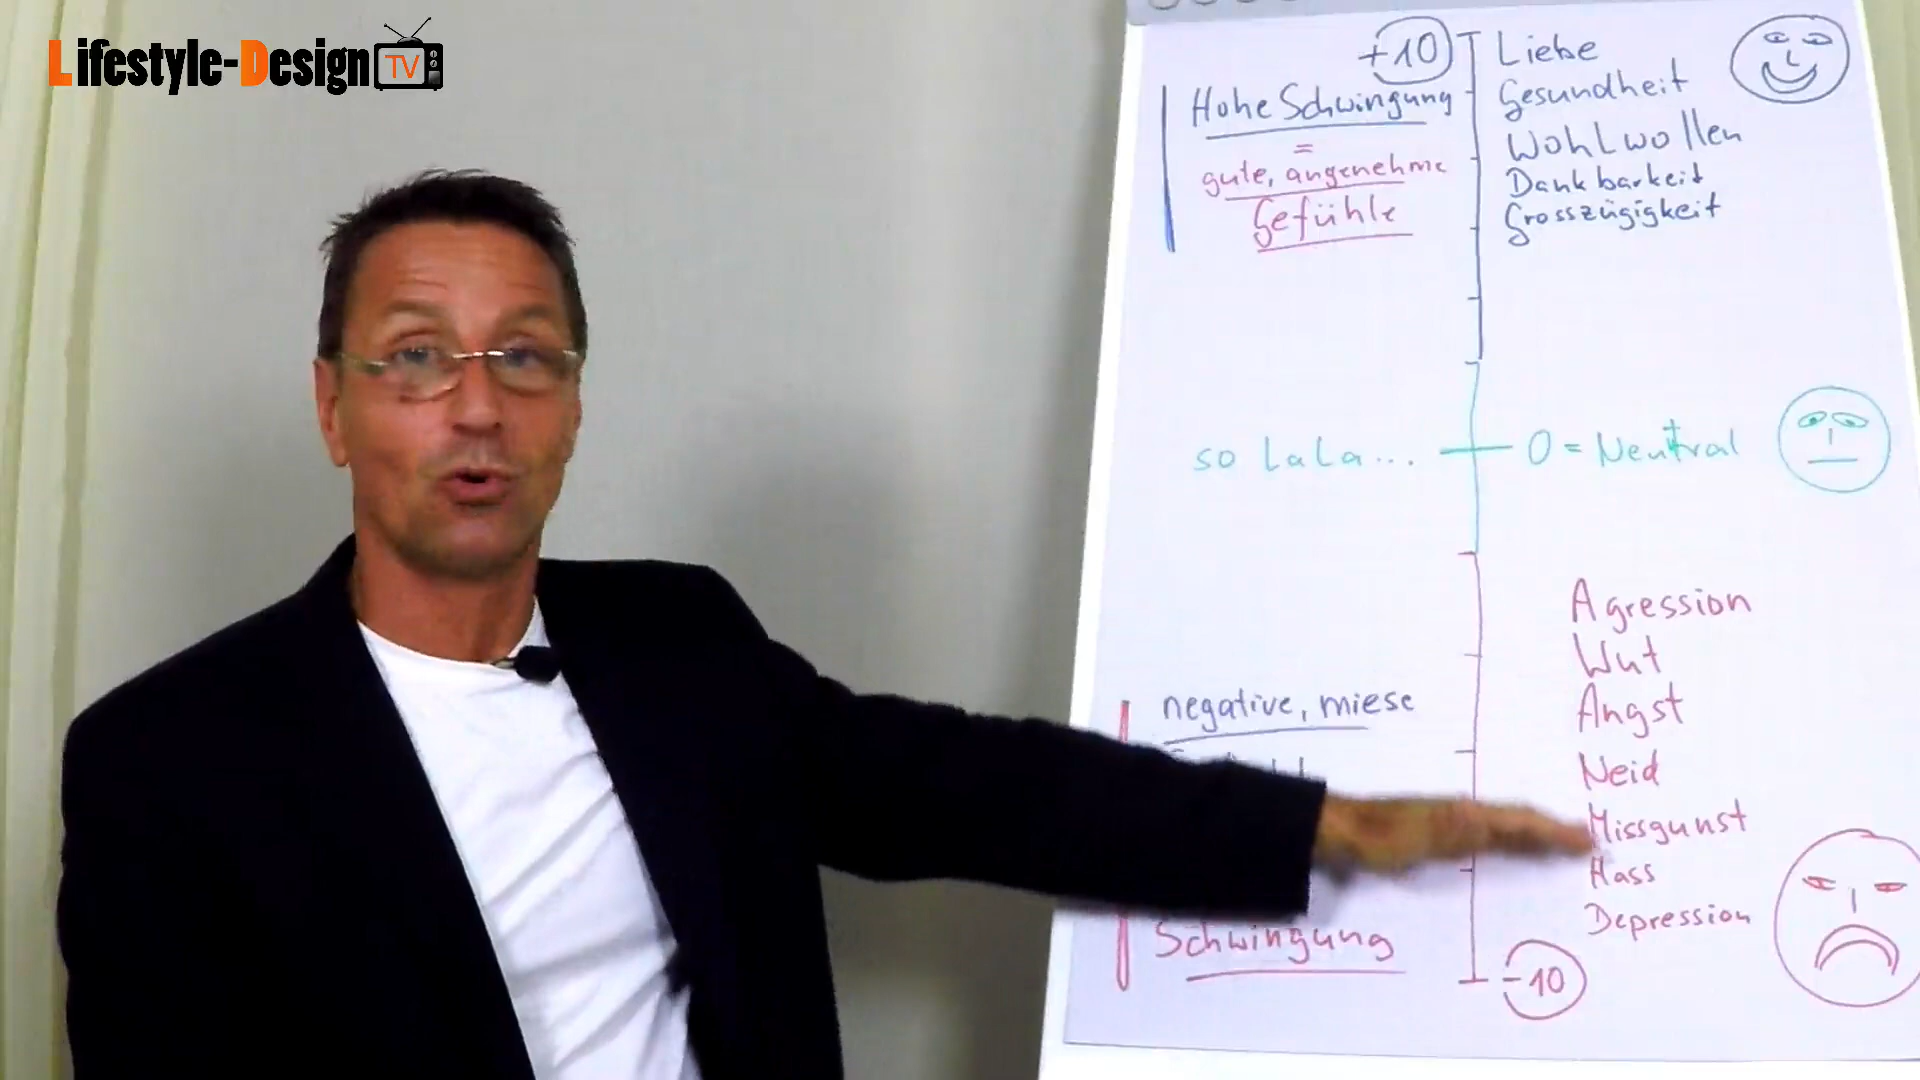 Lifestyle-Design TV
+10
Hohe Schwingung
=
gute, angenehme
Gefühle
Liebe
Gesundheit
Wohlwollen
Dankbarkeit
Grosszügigkeit
so LaLa...
0 = Neutral
negative, miese
Schwingung
Agression
Wut
Angst
Neid
Missgunst
Hass
Depression
-10